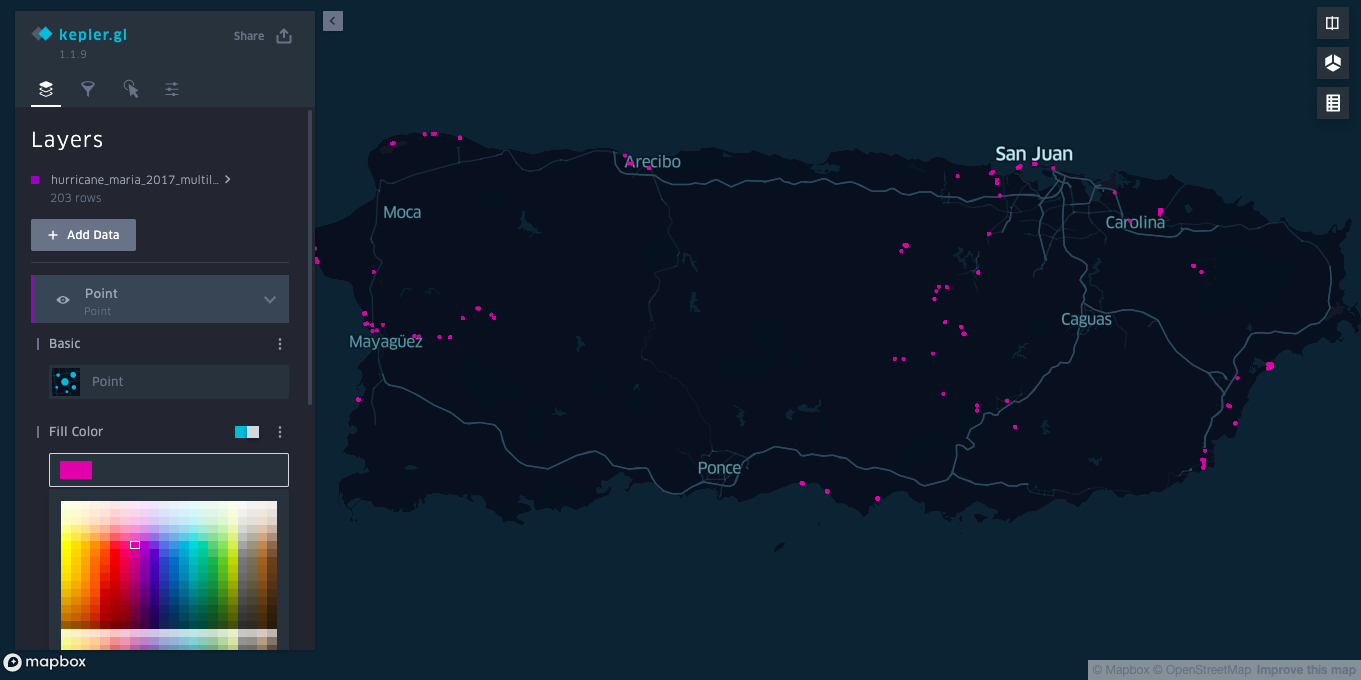 kepler.gl
1.1.9
Share
Layers
hurricane_maria_2017_multil...
203 rows
+ Add Data
Point
Point
Basic
Point
Fill Color
San Juan
Arecibo
Moca
Carolina
Caguas
Mayagüez
Ponce
mapbox
© Mapbox © OpenStreetMap Improve this map